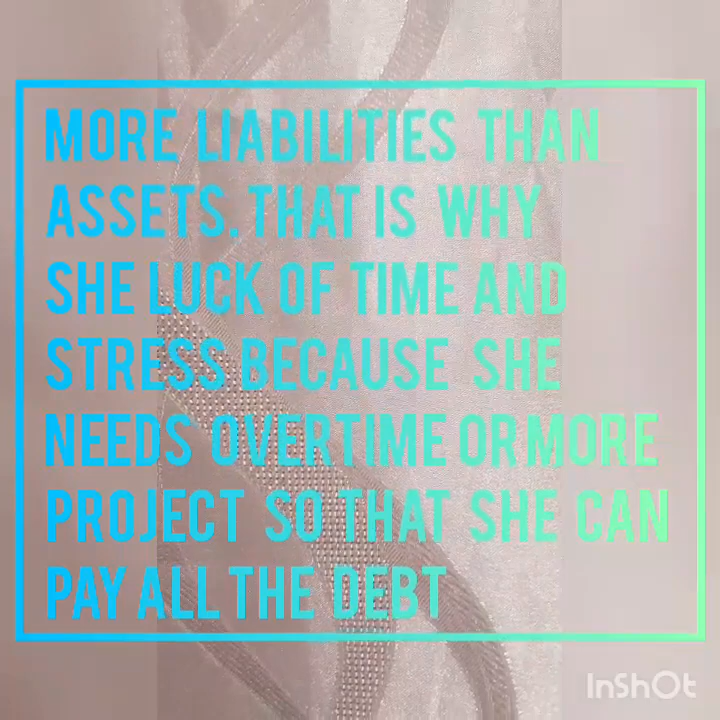 MORE LIABILITIES THAN
ASSETS. THAT IS WHY
SHE LUCK OF TIME AND
STRESS BECAUSE SHE
NEEDS OVERTIME OR MORE
PROJECT SO THAT SHE CAN
PAY ALL THE DEBT
InShOt